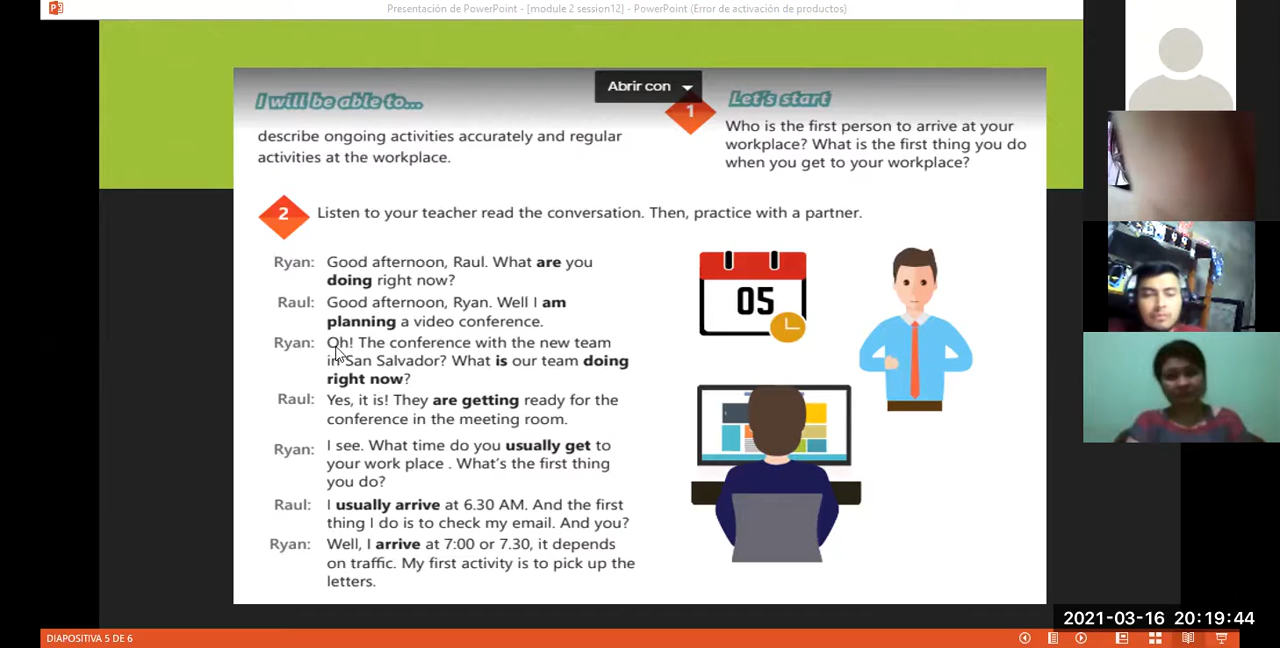 Presentación de PowerPoint - [module 2 session12] - PowerPoint (Error de activación de productos)
Abrir con
I will be able to...
describe ongoing activities accurately and regular
activities at the workplace.
1
Let's start
Who is the first person to arrive at your
workplace? What is the first thing you do
when you get to your workplace?
2
Listen to your teacher read the conversation. Then, practice with a partner.
Ryan: Good afternoon, Raul. What are you
doing right now?
Raul: Good afternoon, Ryan. Well I am
planning a video conference.
Ryan: Oh! The conference with the new team
in San Salvador? What is our team doing
right now?
Raul: Yes, it is! They are getting ready for the
conference in the meeting room.
Ryan: I see. What time do you usually get to
your work place . What's the first thing
you do?
Raul: I usually arrive at 6.30 AM. And the first
thing I do is to check my email. And you?
Ryan: Well, I arrive at 7:00 or 7.30, it depends
on traffic. My first activity is to pick up the
letters.
05
2021-03-16 20:19:44
DIAPOSITIVA 5 DE 6